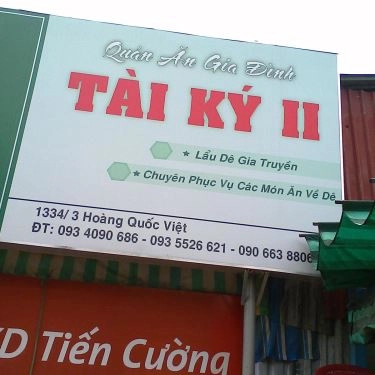 Quán Ăn Gia Đình
TÀI KÝ II
★ Lẩu Dê Gia Truyền
★ Chuyên Phục Vụ Các Món Ăn Về Dê
1334/ 3 Hoàng Quốc Việt
ĐT: 093 4090 686 - 093 5526 621 - 090 663 8806
D Tiến Cường